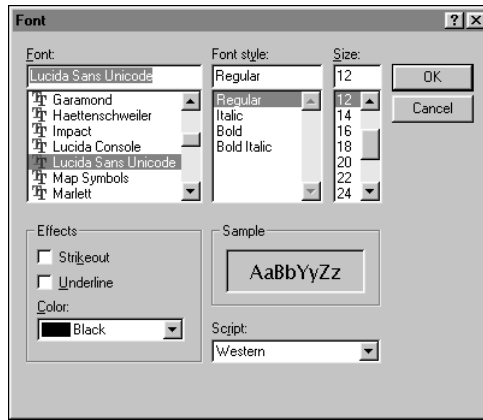 Font
? X
Font:
Lucida Sans Unicode
Garamond
Haettenschweiler
Impact
Lucida Console
Lucida Sans Unicode
Map Symbols
Marlett
Font style:
Regular
Regular
Italic
Bold
Bold Italic
Size:
12
12
14
16
18
20
22
24
OK
Cancel
Effects
Strikeout
Underline
Color:
Black
Sample
AaBbYyZz
Script:
Western